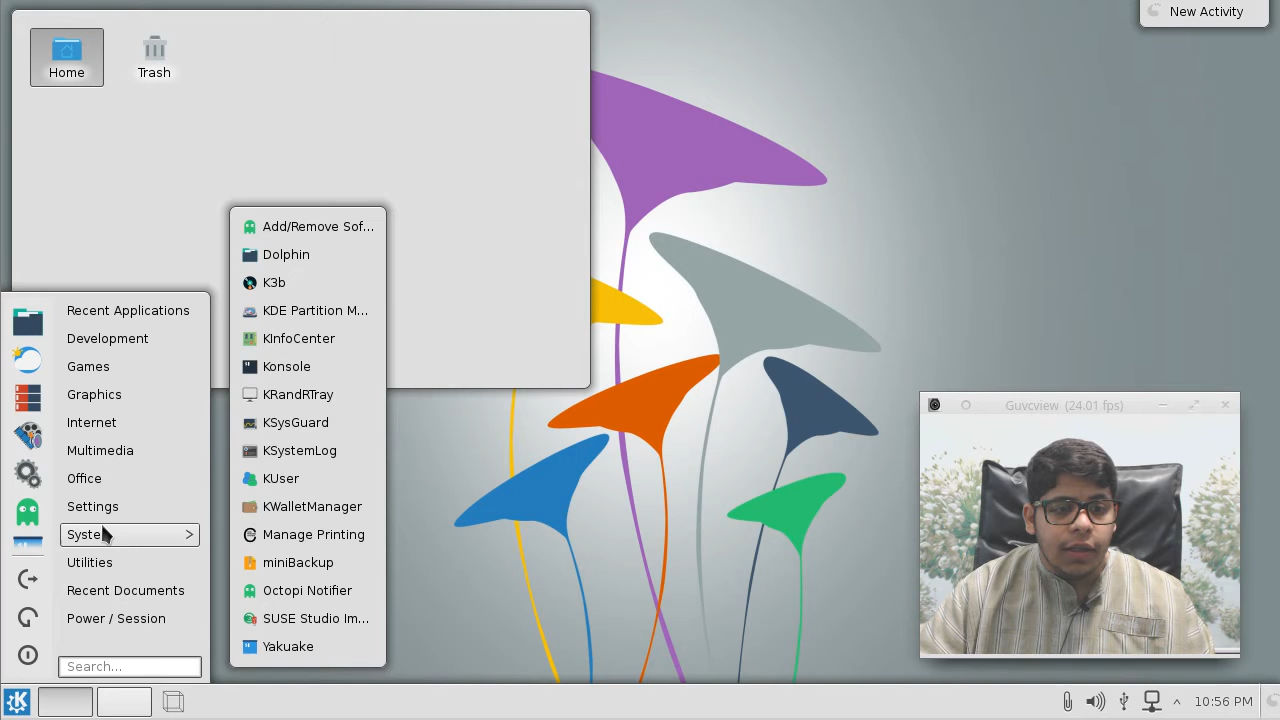 New Activity
Home
Trash
Add/Remove Sof...
Dolphin
K3b
KDE Partition M...
KInfoCenter
Konsole
KRandRTray
KSysGuard
KSystemLog
KUser
KWalletManager
Manage Printing
miniBackup
Octopi Notifier
SUSE Studio Im...
Yakuake
Recent Applications
Development
Games
Graphics
Internet
Multimedia
Office
Settings
System >
Utilities
Recent Documents
Power / Session
Search...
Guvcview (24.01 fps)
10:56 PM